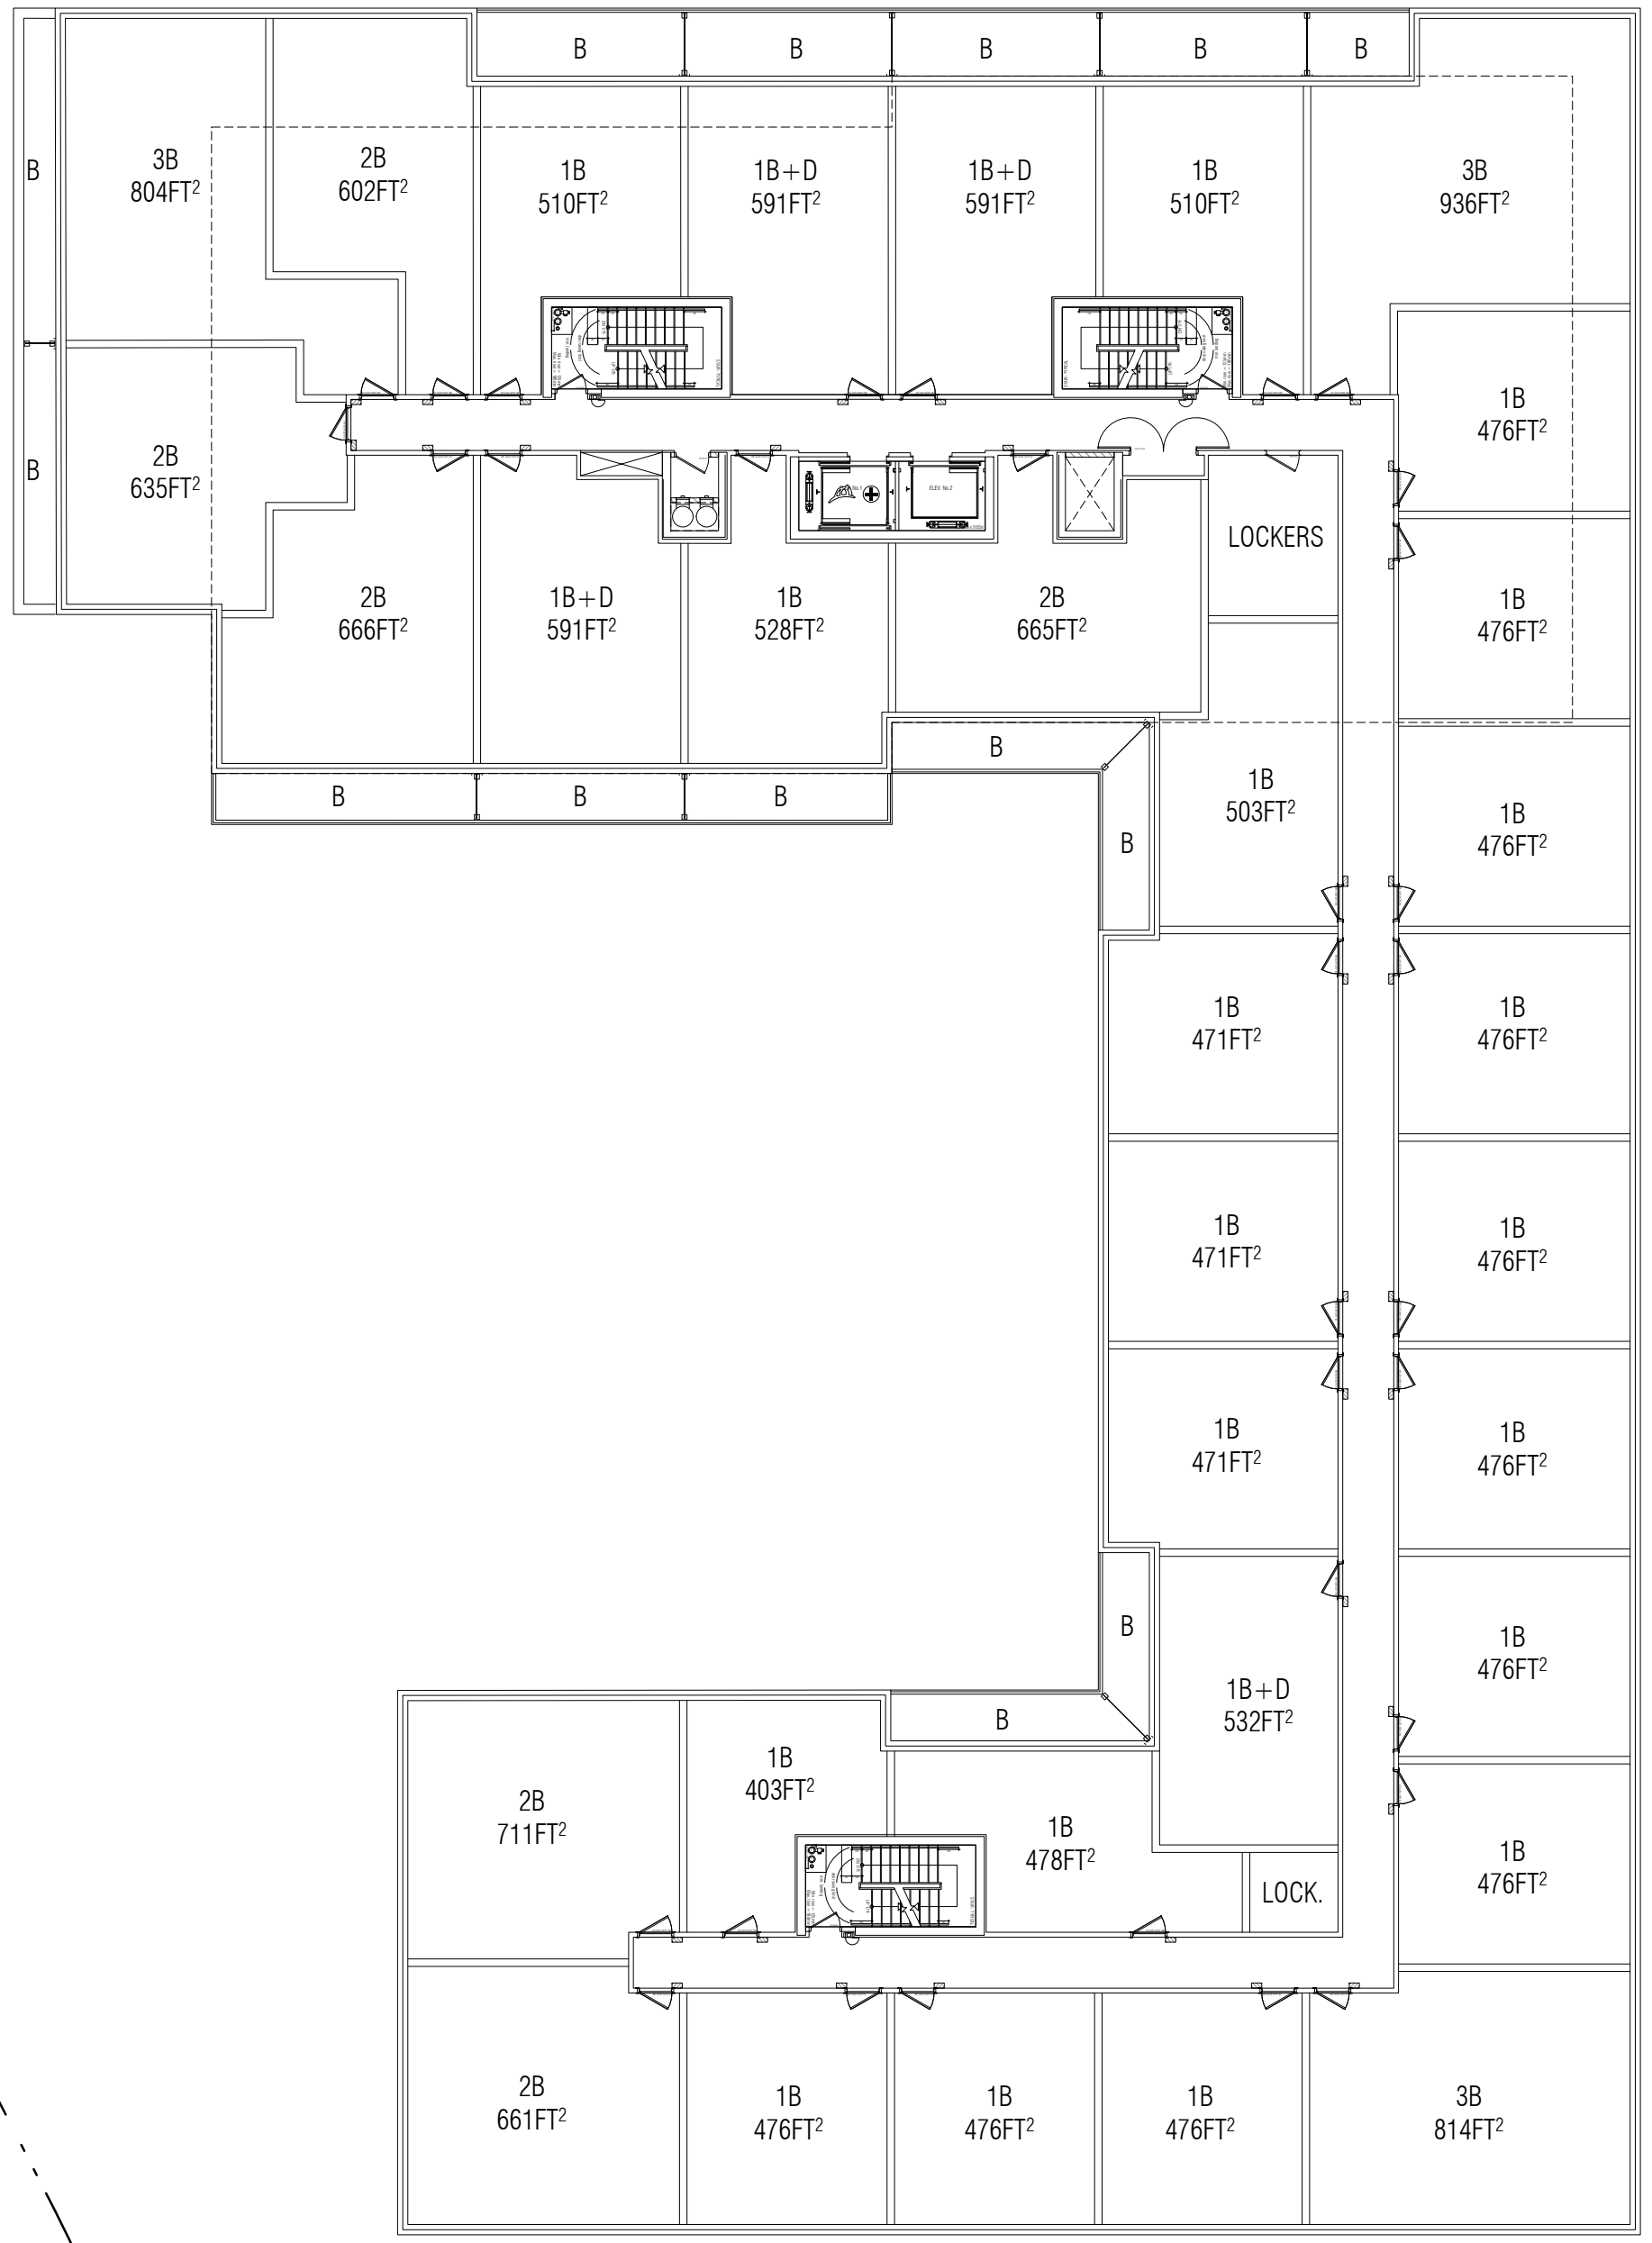 B
B
B
B
B
B
3B
804FT²
2B
602FT²
1B
510FT²
1B+D
591FT²
1B+D
591FT²
1B
510FT²
3B
936FT²
1B
476FT²
B
2B
635FT²
ELEV. No.2
LOCKERS
2B
666FT²
1B+D
591FT²
1B
528FT²
2B
665FT²
1B
476FT²
B
B
B
B
B
1B
503FT²
1B
476FT²
1B
471FT²
1B
476FT²
1B
471FT²
1B
476FT²
1B
471FT²
1B
476FT²
B
1B
476FT²
B
1B+D
532FT²
2B
711FT²
1B
403FT²
1B
478FT²
LOCK.
1B
476FT²
2B
661FT²
1B
476FT²
1B
476FT²
1B
476FT²
3B
814FT²